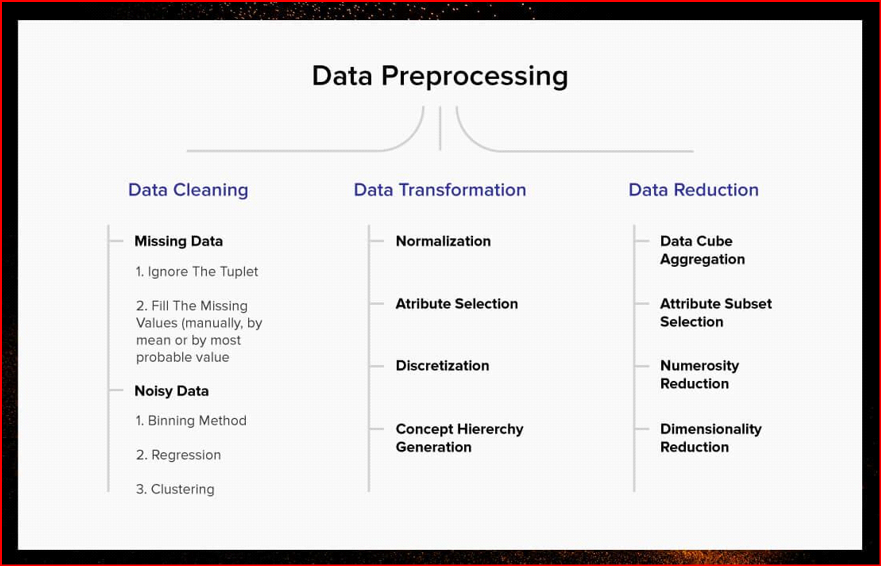 Data Preprocessing
Data Cleaning
Missing Data
1. Ignore The Tuplet
2. Fill The Missing
Values (manually, by
mean or by most
probable value
Noisy Data
1. Binning Method
2. Regression
3. Clustering
Data Transformation
Normalization
Atribute Selection
Discretization
Concept Hiererchy
Generation
Data Reduction
Data Cube
Aggregation
Attribute Subset
Selection
Numerosity
Reduction
Dimensionality
Reduction